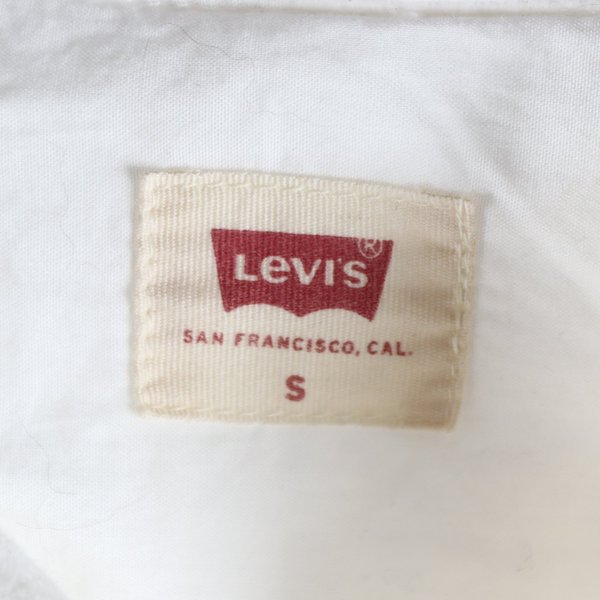 LEVI'S ®
SAN FRANCISCO, CAL.
S